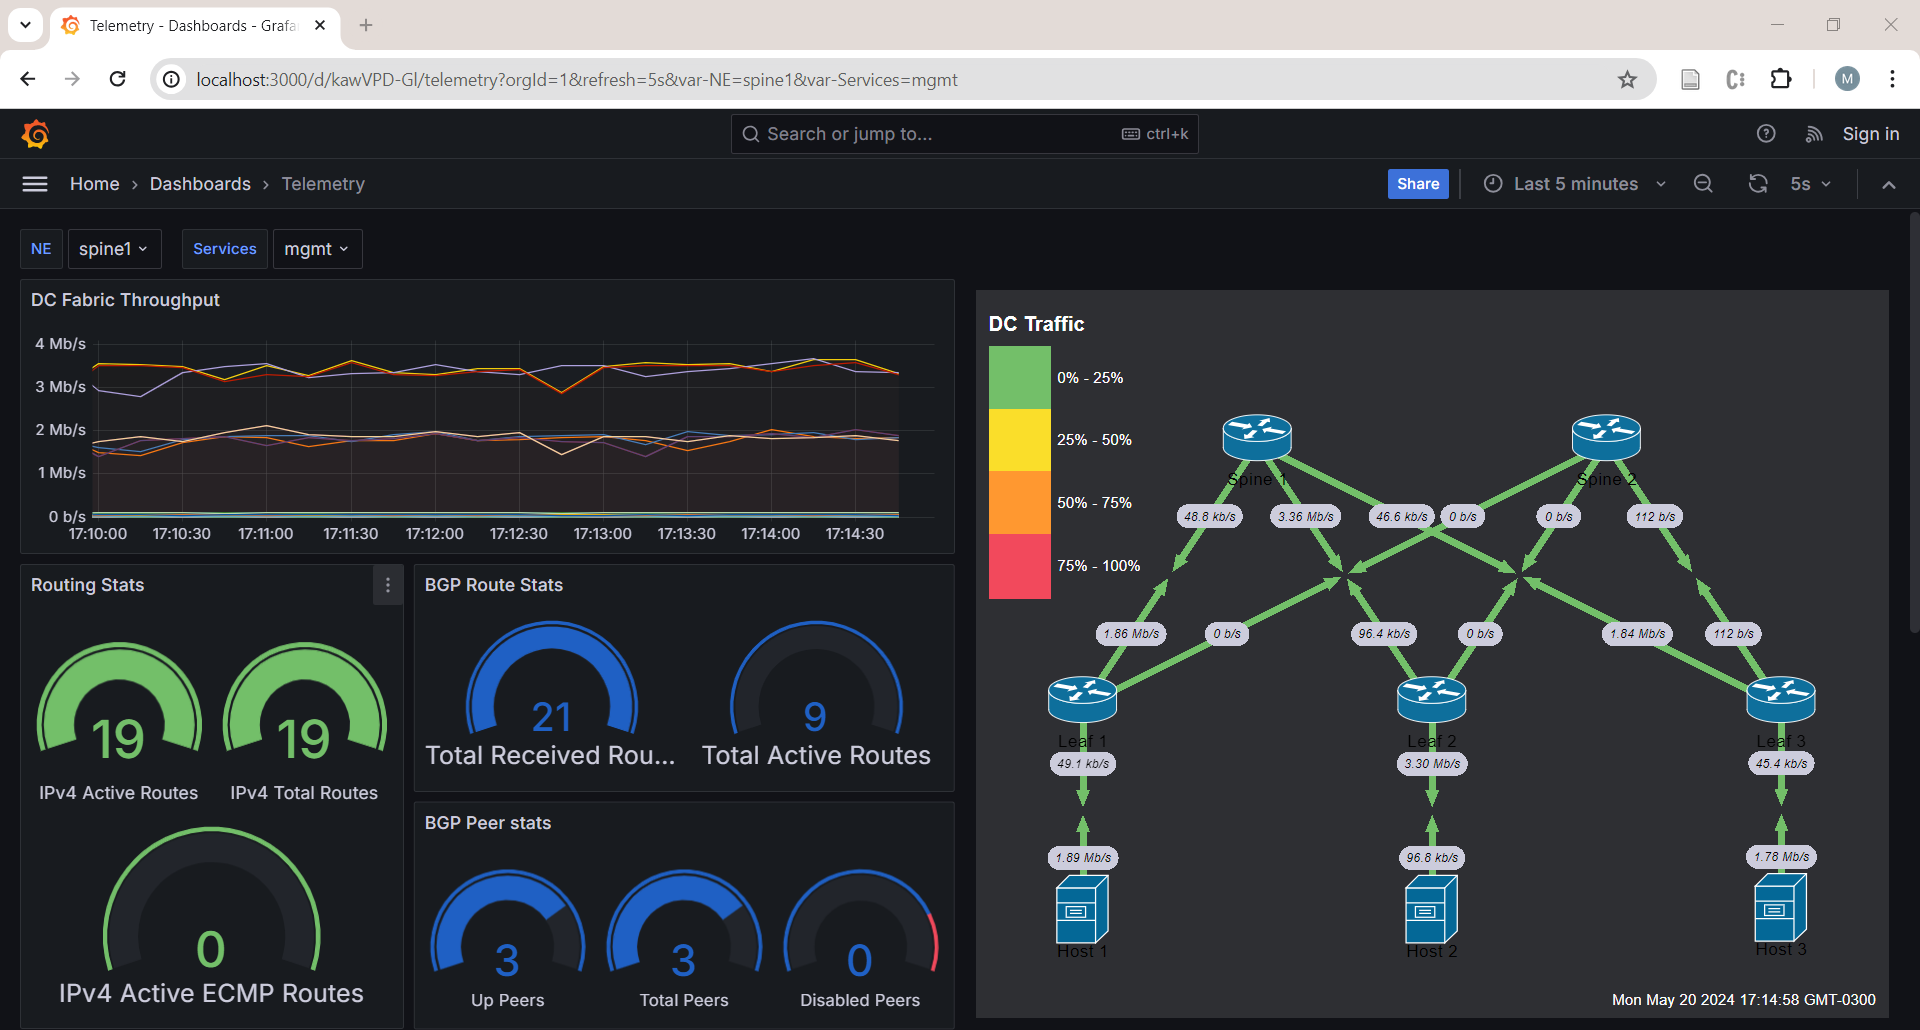 Telemetry - Dashboards - Grafa
localhost:3000/d/kawVPD-Gl/telemetry?orgId=1&refresh=5s&var-NE=spine1&var-Services=mgmt
M
Search or jump to...
ctrl+k
Sign in
Home › Dashboards › Telemetry
Share
Last 5 minutes
5s
NE
spine1
Services
mgmt
DC Fabric Throughput
4 Mb/s
3 Mb/s
2 Mb/s
1 Mb/s
0 b/s
17:10:00 17:10:30 17:11:00 17:11:30 17:12:00 17:12:30 17:13:00 17:13:30 17:14:00 17:14:30
Routing Stats
19
IPv4 Active Routes
19
IPv4 Total Routes
0
IPv4 Active ECMP Routes
BGP Route Stats
21
Total Received Rou...
9
Total Active Routes
BGP Peer stats
3
Up Peers
3
Total Peers
0
Disabled Peers
DC Traffic
0% - 25%
25% - 50%
50% - 75%
75% - 100%
Spine 1
Spine 2
48.8 kb/s
3.36 Mb/s
46.6 kb/s
0 b/s
0 b/s
112 b/s
1.86 Mb/s
0 b/s
96.4 kb/s
0 b/s
1.84 Mb/s
112 b/s
Leaf 1
Leaf 2
Leaf 3
49.1 kb/s
3.30 Mb/s
45.4 kb/s
1.89 Mb/s
96.8 kb/s
1.78 Mb/s
Host 1
Host 2
Host 3
Mon May 20 2024 17:14:58 GMT-0300